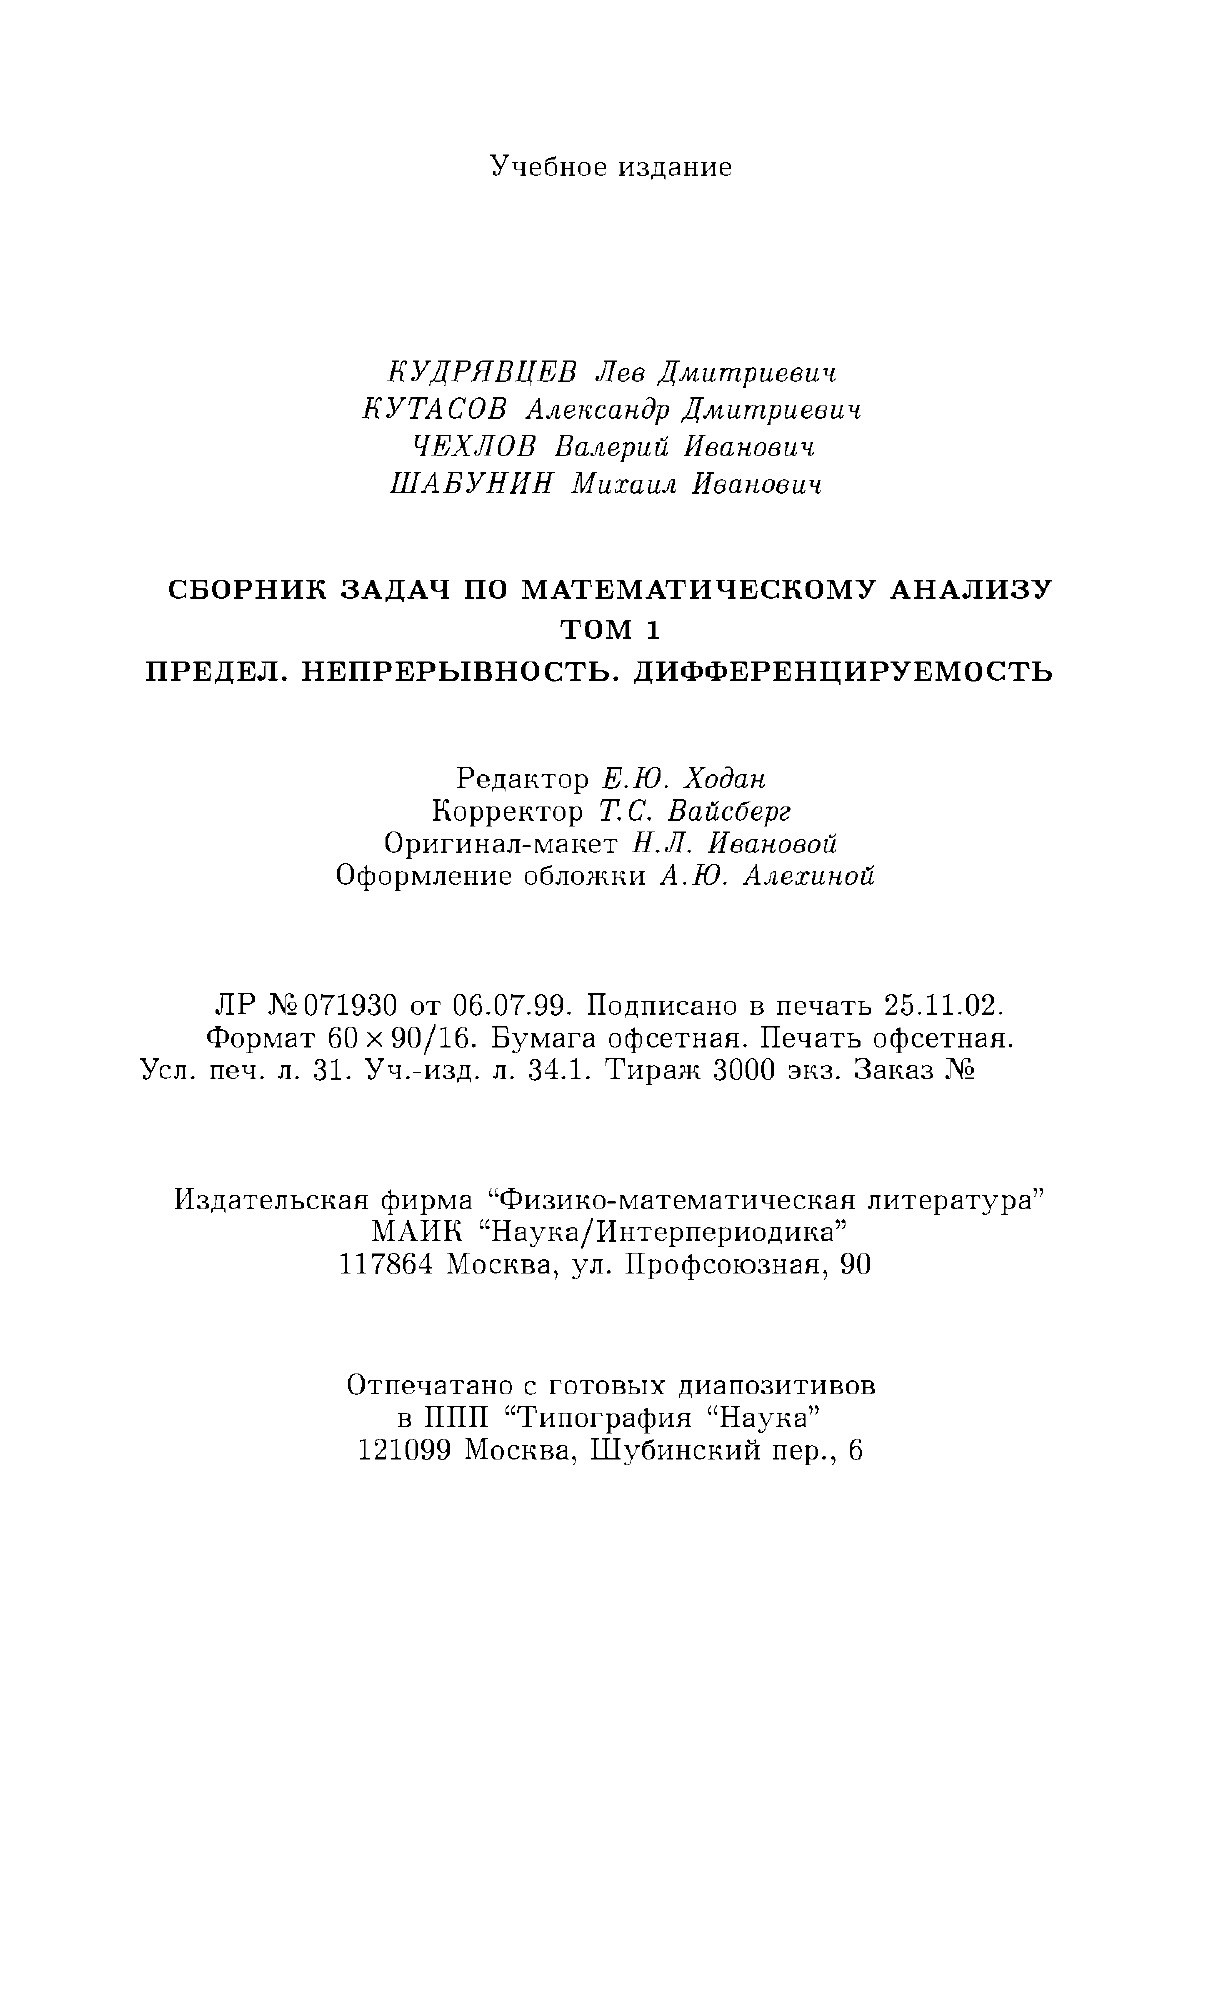 Учебное издание
КУДРЯВЦЕВ Лев Дмитриевич
КУТАСОВ Александр Дмитриевич
ЧЕХЛОВ Валерий Иванович
ШАБУНИН Михаил Иванович
СБОРНИК ЗАДАЧ ПО МАТЕМАТИЧЕСКОМУ АНАЛИЗУ
ТОМ 1
ПРЕДЕЛ. НЕПРЕРЫВНОСТЬ. ДИФФЕРЕНЦИРУЕМОСТЬ
Редактор Е.Ю. Ходан
Корректор Т.С. Вайсберг
Оригинал-макет Н.Л. Ивановой
Оформление обложки А.Ю. Алехиной
ЛР №071930 от 06.07.99. Подписано в печать 25.11.02.
Формат 60×90/16. Бумага офсетная. Печать офсетная.
Усл. печ. л. 31. Уч.-изд. л. 34.1. Тираж 3000 экз. Заказ №
Издательская фирма “Физико-математическая литература”
МАИК “Наука/Интерпериодика”
117864 Москва, ул. Профсоюзная, 90
Отпечатано с готовых диапозитивов
в ППП “Типография “Наука”
121099 Москва, Шубинский пер., 6